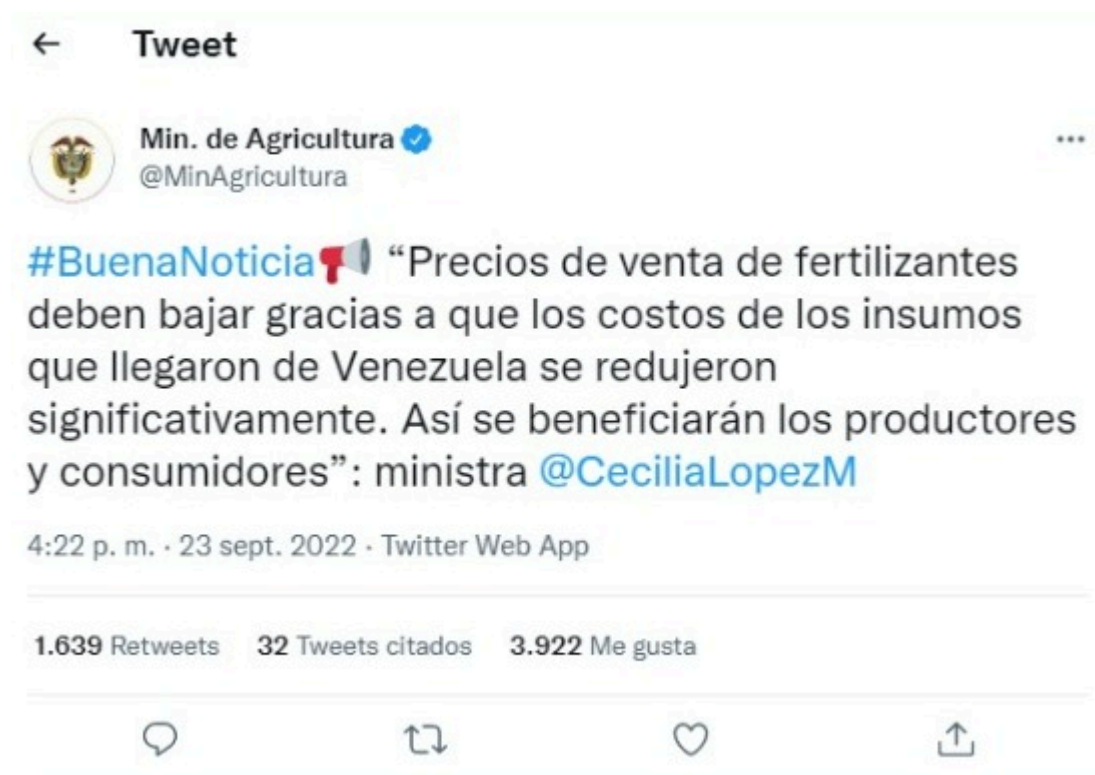 Tweet
Min. de Agricultura
@MinAgricultura
#BuenaNoticia “Precios de venta de fertilizantes
deben bajar gracias a que los costos de los insumos
que llegaron de Venezuela se redujeron
significativamente. Así se beneficiarán los productores
y consumidores”: ministra @CeciliaLopezM
4:22 p. m. · 23 sept. 2022 · Twitter Web App
1.639 Retweets 32 Tweets citados 3.922 Me gusta